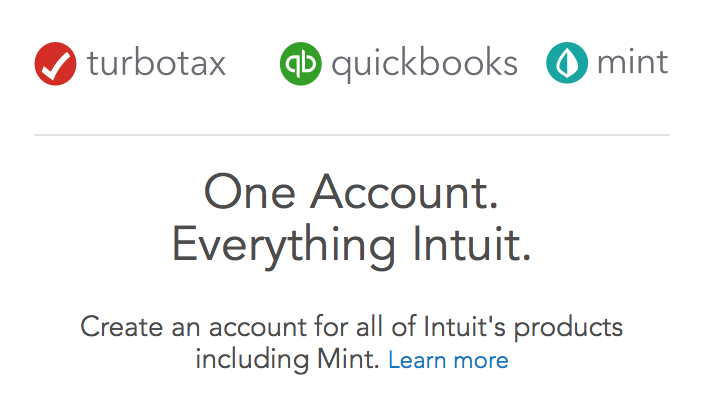 turbotax quickbooks mint
One Account.
Everything Intuit.
Create an account for all of Intuit's products
including Mint. Learn more